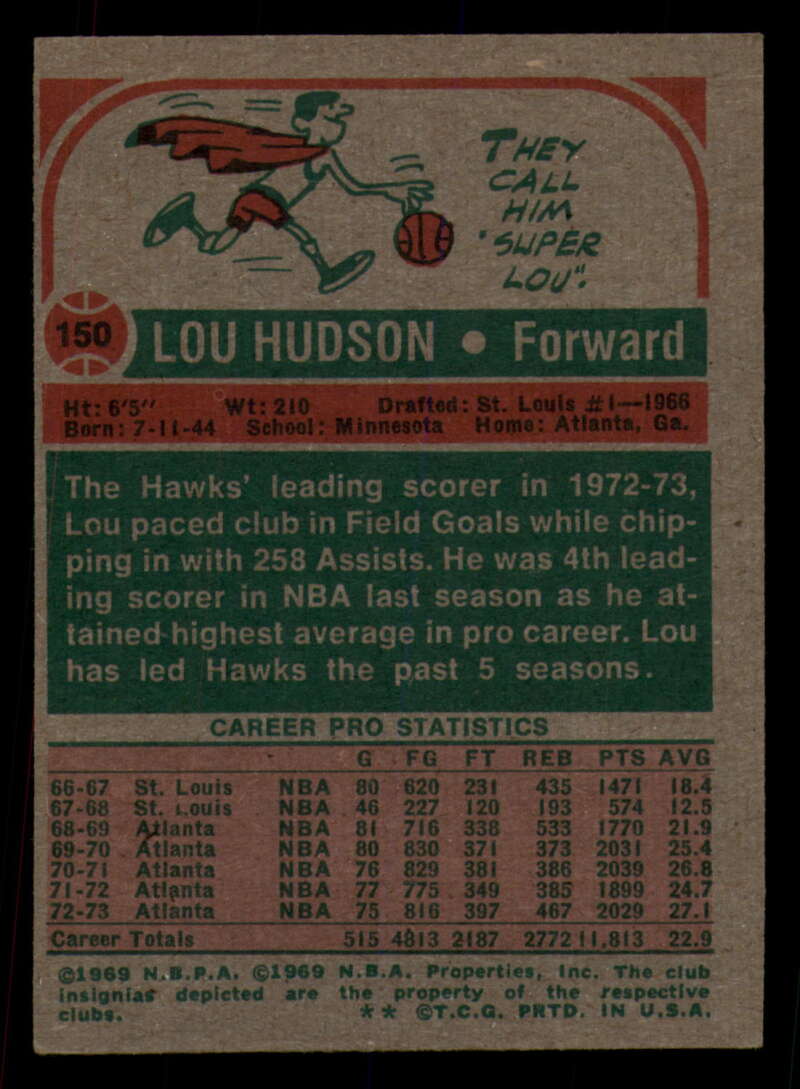 THEY
CALL
HIM
"SUPER
LOU".
150 LOU HUDSON • Forward
Ht: 6'5" Wt: 210 Drafted: St. Louis #1—1966
Born: 7-11-44 School: Minnesota Home: Atlanta, Ga.
The Hawks' leading scorer in 1972-73,
Lou paced club in Field Goals while chip-
ping in with 258 Assists. He was 4th lead-
ing scorer in NBA last season as he at-
tained highest average in pro career. Lou
has led Hawks the past 5 seasons.
CAREER PRO STATISTICS
G FG FT REB PTS AVG
66-67 St. Louis NBA 80 620 231 435 1471 18.4
67-68 St. Louis NBA 46 227 120 193 574 12.5
68-69 Atlanta NBA 81 716 338 533 1770 21.9
69-70 Atlanta NBA 80 830 371 373 2031 25.4
70-71 Atlanta NBA 76 829 381 386 2039 26.8
71-72 Atlanta NBA 77 775 349 385 1899 24.7
72-73 Atlanta NBA 75 816 397 467 2029 27.1
Career Totals 515 4813 2187 2772 11,813 22.9
©1969 N.B.P.A. ©1969 N.B.A. Properties, Inc. The club
insignias depicted are the property of the respective
clubs. ** ©T.C.G. PRTD. IN U.S.A.